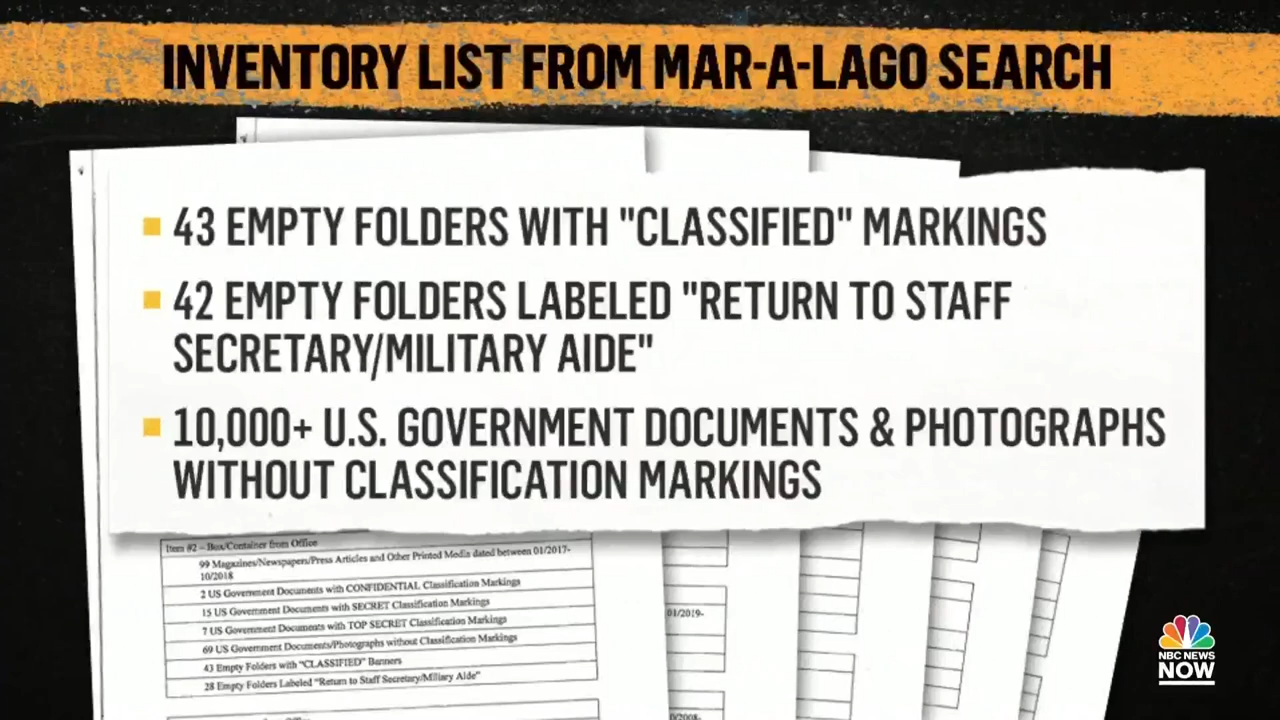 INVENTORY LIST FROM MAR-A-LAGO SEARCH
43 EMPTY FOLDERS WITH "CLASSIFIED" MARKINGS
42 EMPTY FOLDERS LABELED "RETURN TO STAFF
SECRETARY/MILITARY AIDE"
10,000+ U.S. GOVERNMENT DOCUMENTS & PHOTOGRAPHS
WITHOUT CLASSIFICATION MARKINGS
Item #2 – Box/Container from Office
99 Magazines/Newspapers/Press Articles and Other Printed Media dated between 01/2017-
10/2018
2 US Government Documents with CONFIDENTIAL Classification Markings
15 US Government Documents with SECRET Classification Markings
7 US Government Documents with TOP SECRET Classification Markings
69 US Government Documents/Photographs without Classification Markings
43 Empty Folders with "CLASSIFIED" Banners
28 Empty Folders Labeled "Return to Staff Secretary/Military Aide"
01/2019-
NBC NEWS
NOW